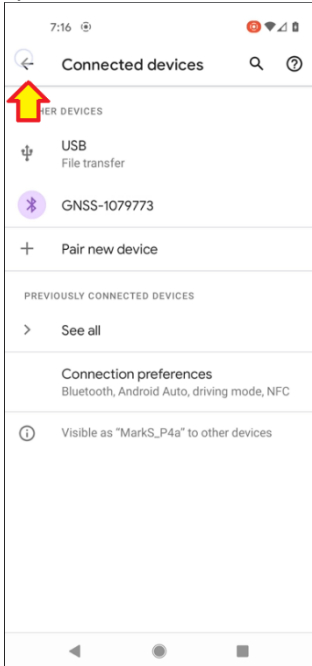 7:16
Connected devices
HER DEVICES
USB
File transfer
GNSS-1079773
Pair new device
PREVIOUSLY CONNECTED DEVICES
See all
Connection preferences
Bluetooth, Android Auto, driving mode, NFC
Visible as “MarkS_P4a” to other devices